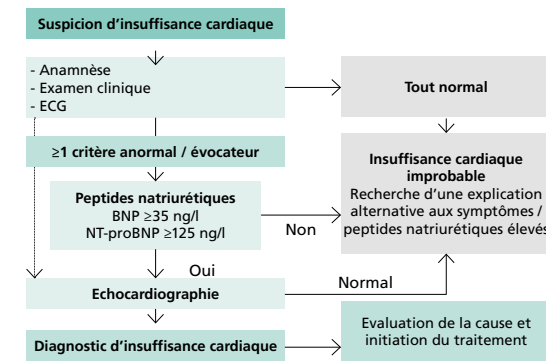 Suspicion d'insuffisance cardiaque
- Anamnèse
- Examen clinique
- ECG
Tout normal
≥1 critère anormal / évocateur
Insuffisance cardiaque
improbable
Recherche d'une explication
alternative aux symptômes /
peptides natriurétiques élevés
Peptides natriurétiques
BNP ≥35 ng/l
NT-proBNP ≥125 ng/l
Non
Oui
Normal
Echocardiographie
Diagnostic d'insuffisance cardiaque
Evaluation de la cause et
initiation du traitement